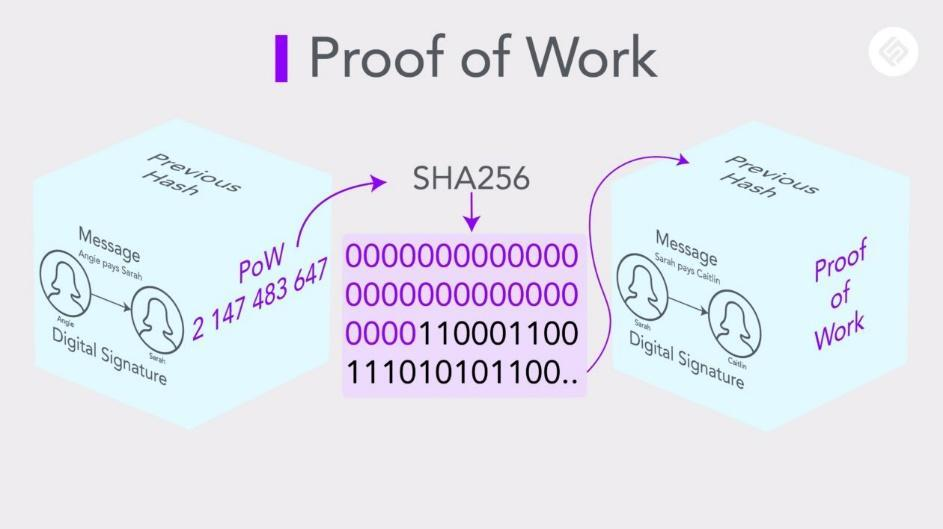 Proof of Work
Previous
Hash
Message
Angie pays Sarah
Angie
Sarah
Digital Signature
PoW
2 147 483 647
SHA256
0000000000000
0000000000000
0000110001100
111010101100..
Previous
Hash
Message
Sarah pays Caitlin
Sarah
Caitlin
Digital Signature
Proof
of
Work